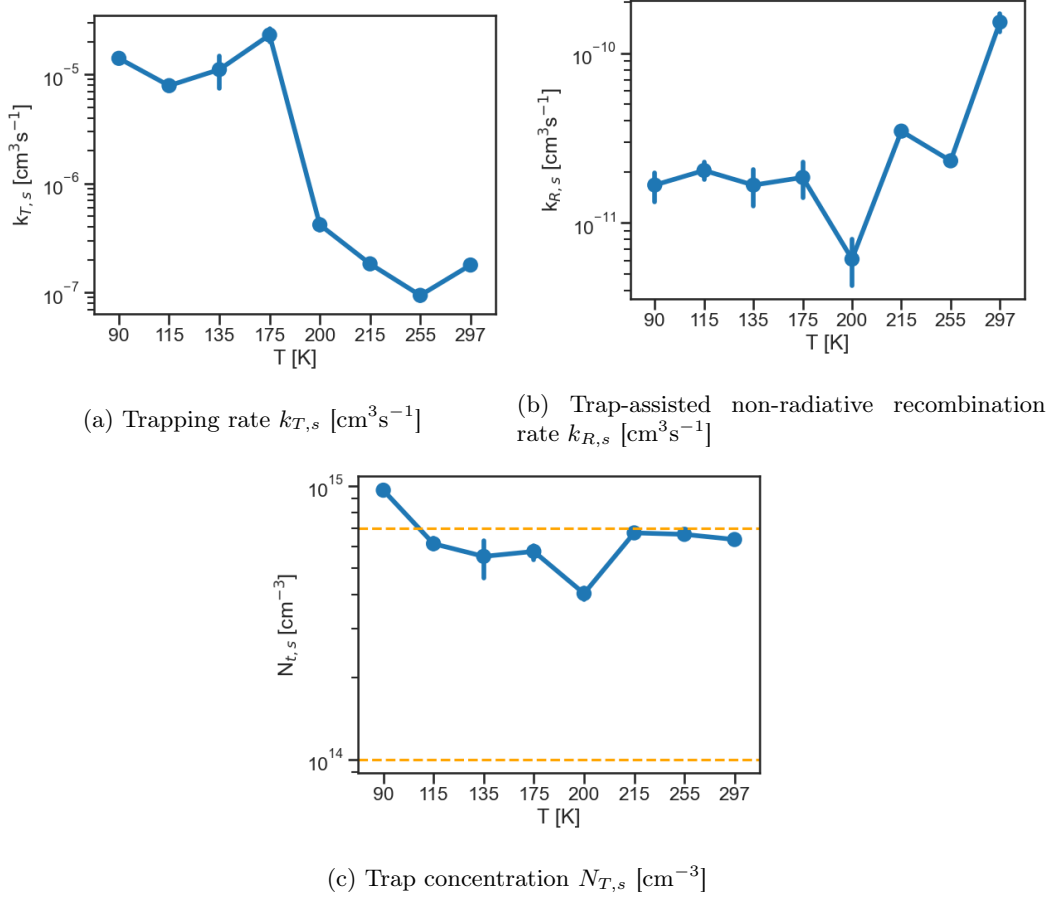 10⁻⁵
10⁻⁶
10⁻⁷
k_{T, s} [cm³s⁻¹]
90 115 135 175 200 215 255 297
T [K]
(a) Trapping rate k_{T,s} [cm³s⁻¹]
10⁻¹⁰
10⁻¹¹
k_{R, s} [cm³s⁻¹]
90 115 135 175 200 215 255 297
T [K]
(b) Trap-assisted non-radiative recombination
rate k_{R,s} [cm³s⁻¹]
10¹⁵
10¹⁴
N_{t, s} [cm⁻³]
90 115 135 175 200 215 255 297
T [K]
(c) Trap concentration N_{T,s} [cm⁻³]